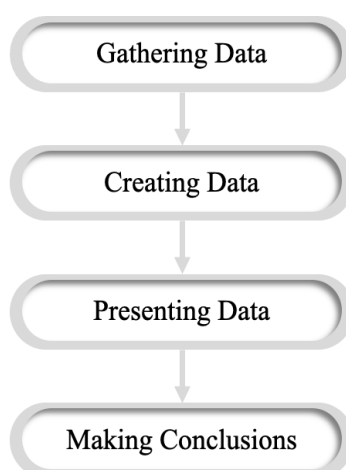 Gathering Data
Creating Data
Presenting Data
Making Conclusions